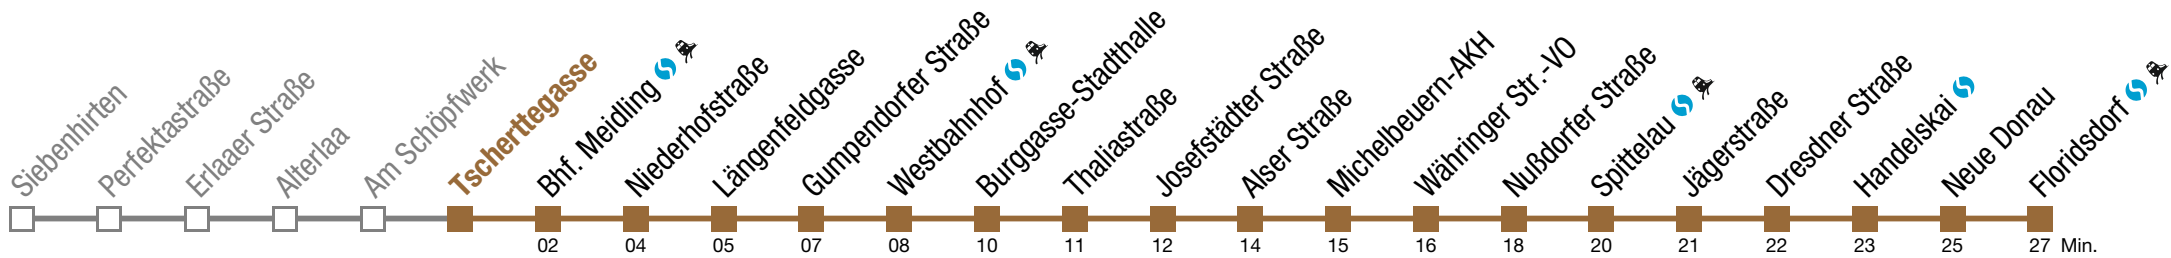 Siebenhirten
Perfektastraße
Erlaaer Straße
Alterlaa
Am Schöpfwerk
Tscherttegasse
Bhf. Meidling
Niederhofstraße
Längenfeldgasse
Gumpendorfer Straße
Westbahnhof
Burggasse-Stadthalle
Thaliastraße
Josefstädter Straße
Alser Straße
Michelbeuern-AKH
Währinger Str.-VO
Nußdorfer Straße
Spittelau
Jägerstraße
Dresdner Straße
Handelskai
Neue Donau
Floridsdorf
02 04 05 07 08 10 11 12 14 15 16 18 20 21 22 23 25 27 Min.